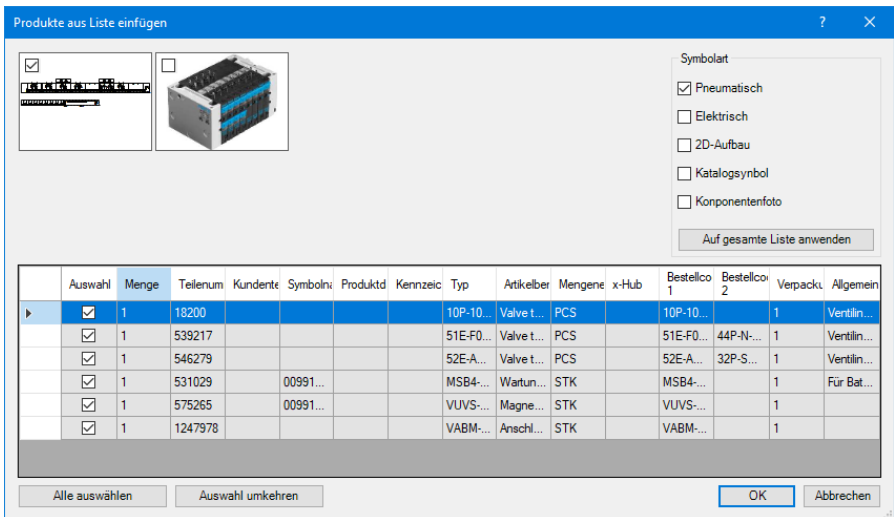 Produkte aus Liste einfügen
Symbolart
Pneumatisch
Elektrisch
2D-Aufbau
Katalogsynbol
Konponentenfoto
Auf gesamte Liste anwenden
Auswahl Menge Teilenum Kundente Symbolna Produktd Kennzeic Typ Artikelber Mengene x-Hub Bestellco 1 Bestellco 2 Verpacku Allgemein
1 18200 10P-10... Valve t... PCS 10P-10... 1 Ventilin...
1 539217 51E-F0... Valve t... PCS 51E-F0... 44P-N-... 1 Ventilin...
1 546279 52E-A... Valve t... PCS 52E-A... 32P-S... 1 Ventilin...
1 531029 00991... MSB4-... Wartun... STK MSB4-... 1 Für Bat...
1 575265 00991... VUVS-... Magne... STK VUVS-... 1
1 1247978 VABM-... Anschl... STK VABM-... 1
Alle auswählen Auswahl umkehren OK Abbrechen